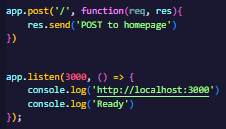 app.post('/', function(req, res){
    res.send('POST to homepage')
})

app.listen(3000, () => {
    console.log('http://localhost:3000')
    console.log('Ready')
});